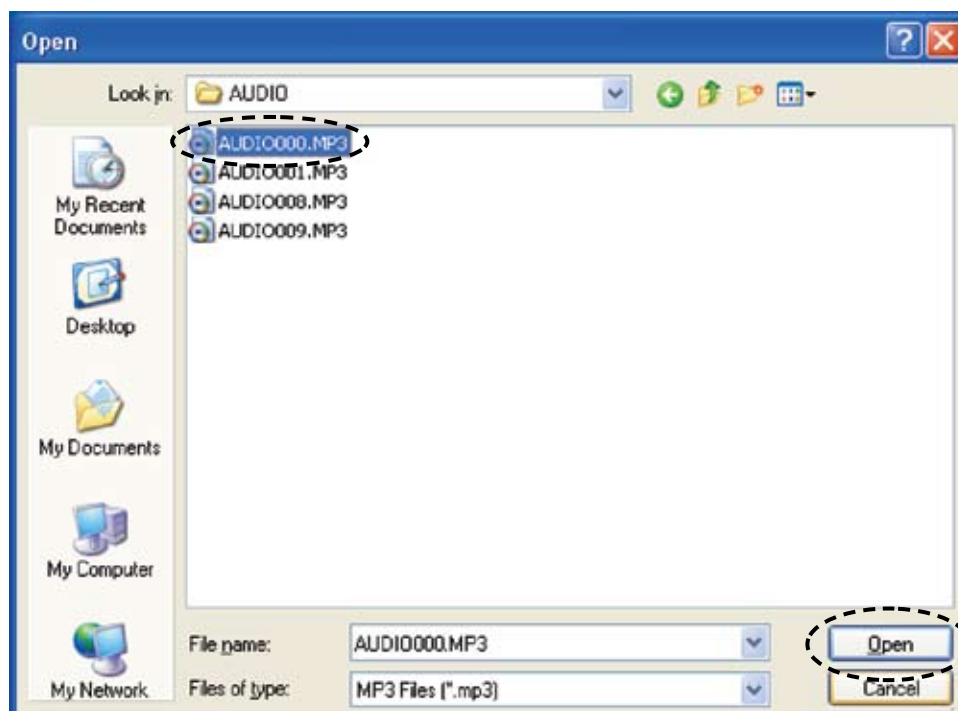 Open
Look in: AUDIO
AUDIO000.MP3
AUDIO001.MP3
AUDIO008.MP3
AUDIO009.MP3
My Recent
Documents
Desktop
My Documents
My Computer
My Network
File name: AUDIO000.MP3 Open
Files of type: MP3 Files (*.mp3) Cancel